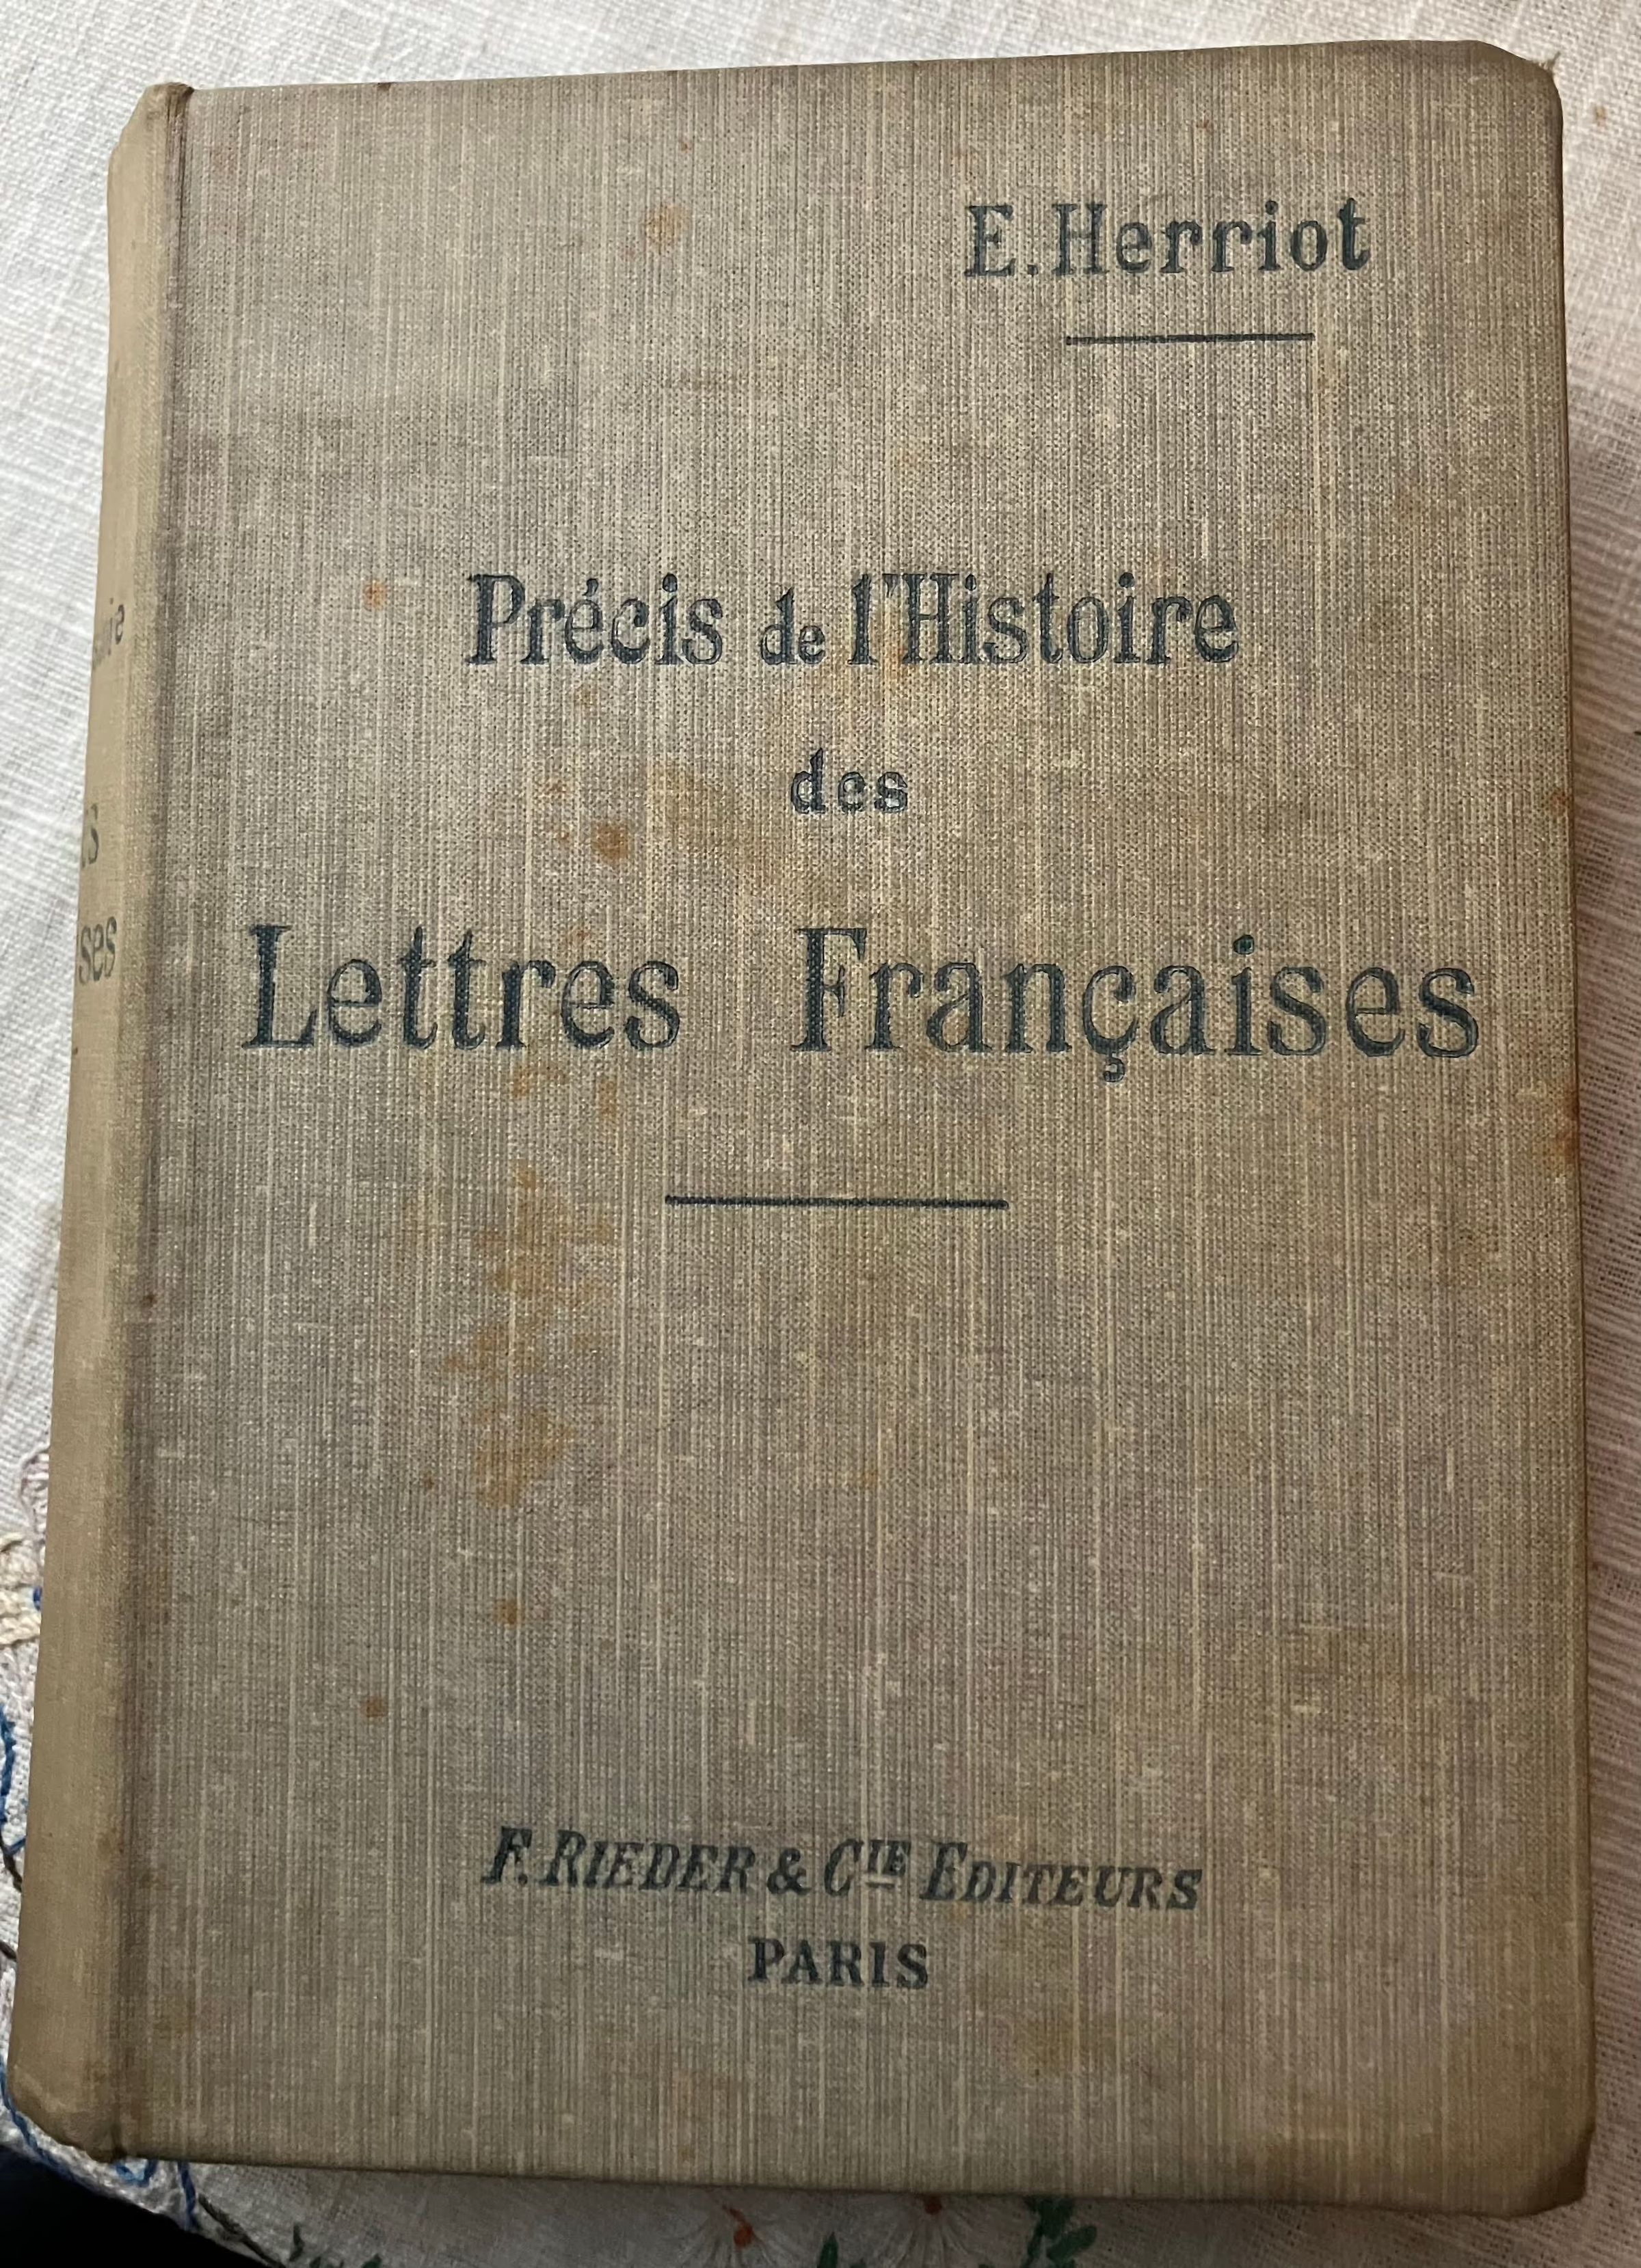 E. Herriot
Précis de l'Histoire
des
Lettres Françaises
F. RIEDER & CIE EDITEURS
PARIS